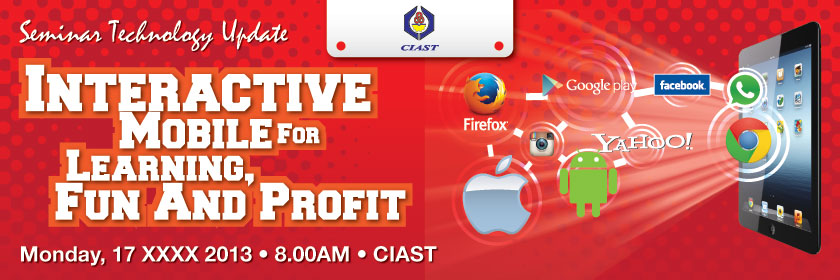 Seminar Technology Update
CIAST
INTERACTIVE
MOBILE FOR
LEARNING,
FUN AND PROFIT
Monday, 17 XXXX 2013 • 8.00AM • CIAST
Firefox®
Google play
facebook.
YAHOO!